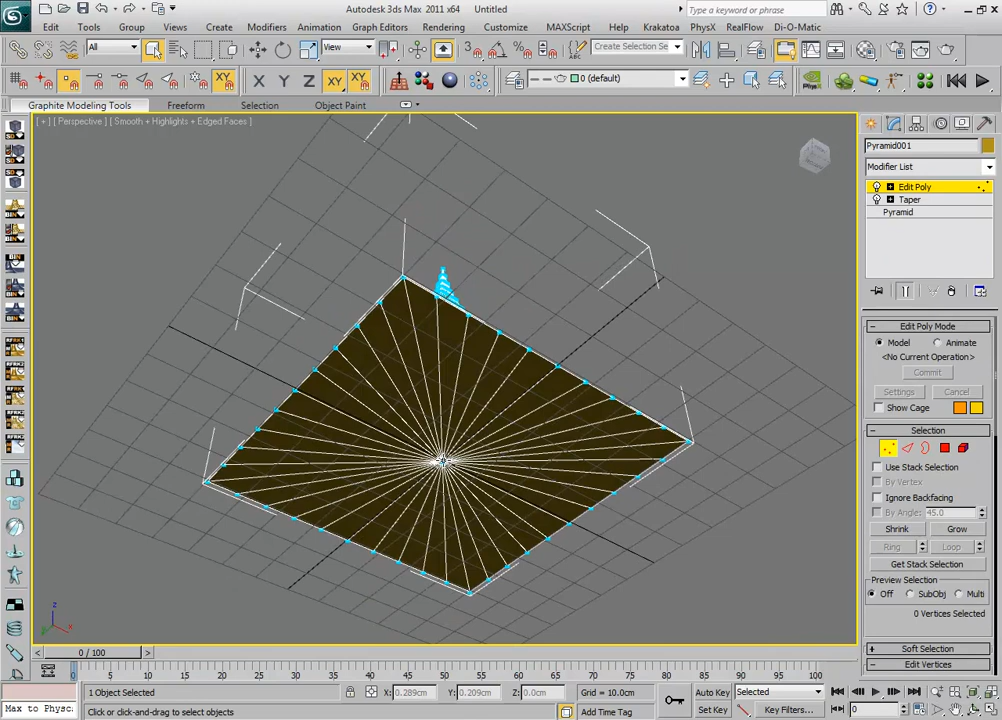 Autodesk 3ds Max 2011 x64 Untitled
Type a keyword or phrase
Edit Tools Group Views Create Modifiers Animation Graph Editors Rendering Customize MAXScript Help Krakatoa PhysX RealFlow Di-O-Matic
All
View
3
Create Selection Se
X Y Z XY XY
0 (default)
PhysX
Graphite Modeling Tools Freeform Selection Object Paint
[ + ] [ Perspective ] [ Smooth + Highlights + Edged Faces ]
Pyramid001
Modifier List
Edit Poly
Taper
Pyramid
Edit Poly Mode
Model Animate
<No Current Operation>
Commit
Settings Cancel
Show Cage
Selection
Use Stack Selection
By Vertex
Ignore Backfacing
By Angle: 45.0
Shrink Grow
Ring Loop
Get Stack Selection
Preview Selection
Off SubObj Multi
0 Vertices Selected
Soft Selection
Edit Vertices
z
x
0 / 100
0 5 10 15 20 25 30 35 40 45 50 55 60 65 70 75 80 85 90 95 100
1 Object Selected
X: 0.289cm Y: 0.209cm Z: 0.0cm Grid = 10.0cm
Auto Key Selected
Max to Physc
Click or click-and-drag to select objects
Add Time Tag
Set Key Key Filters...
0